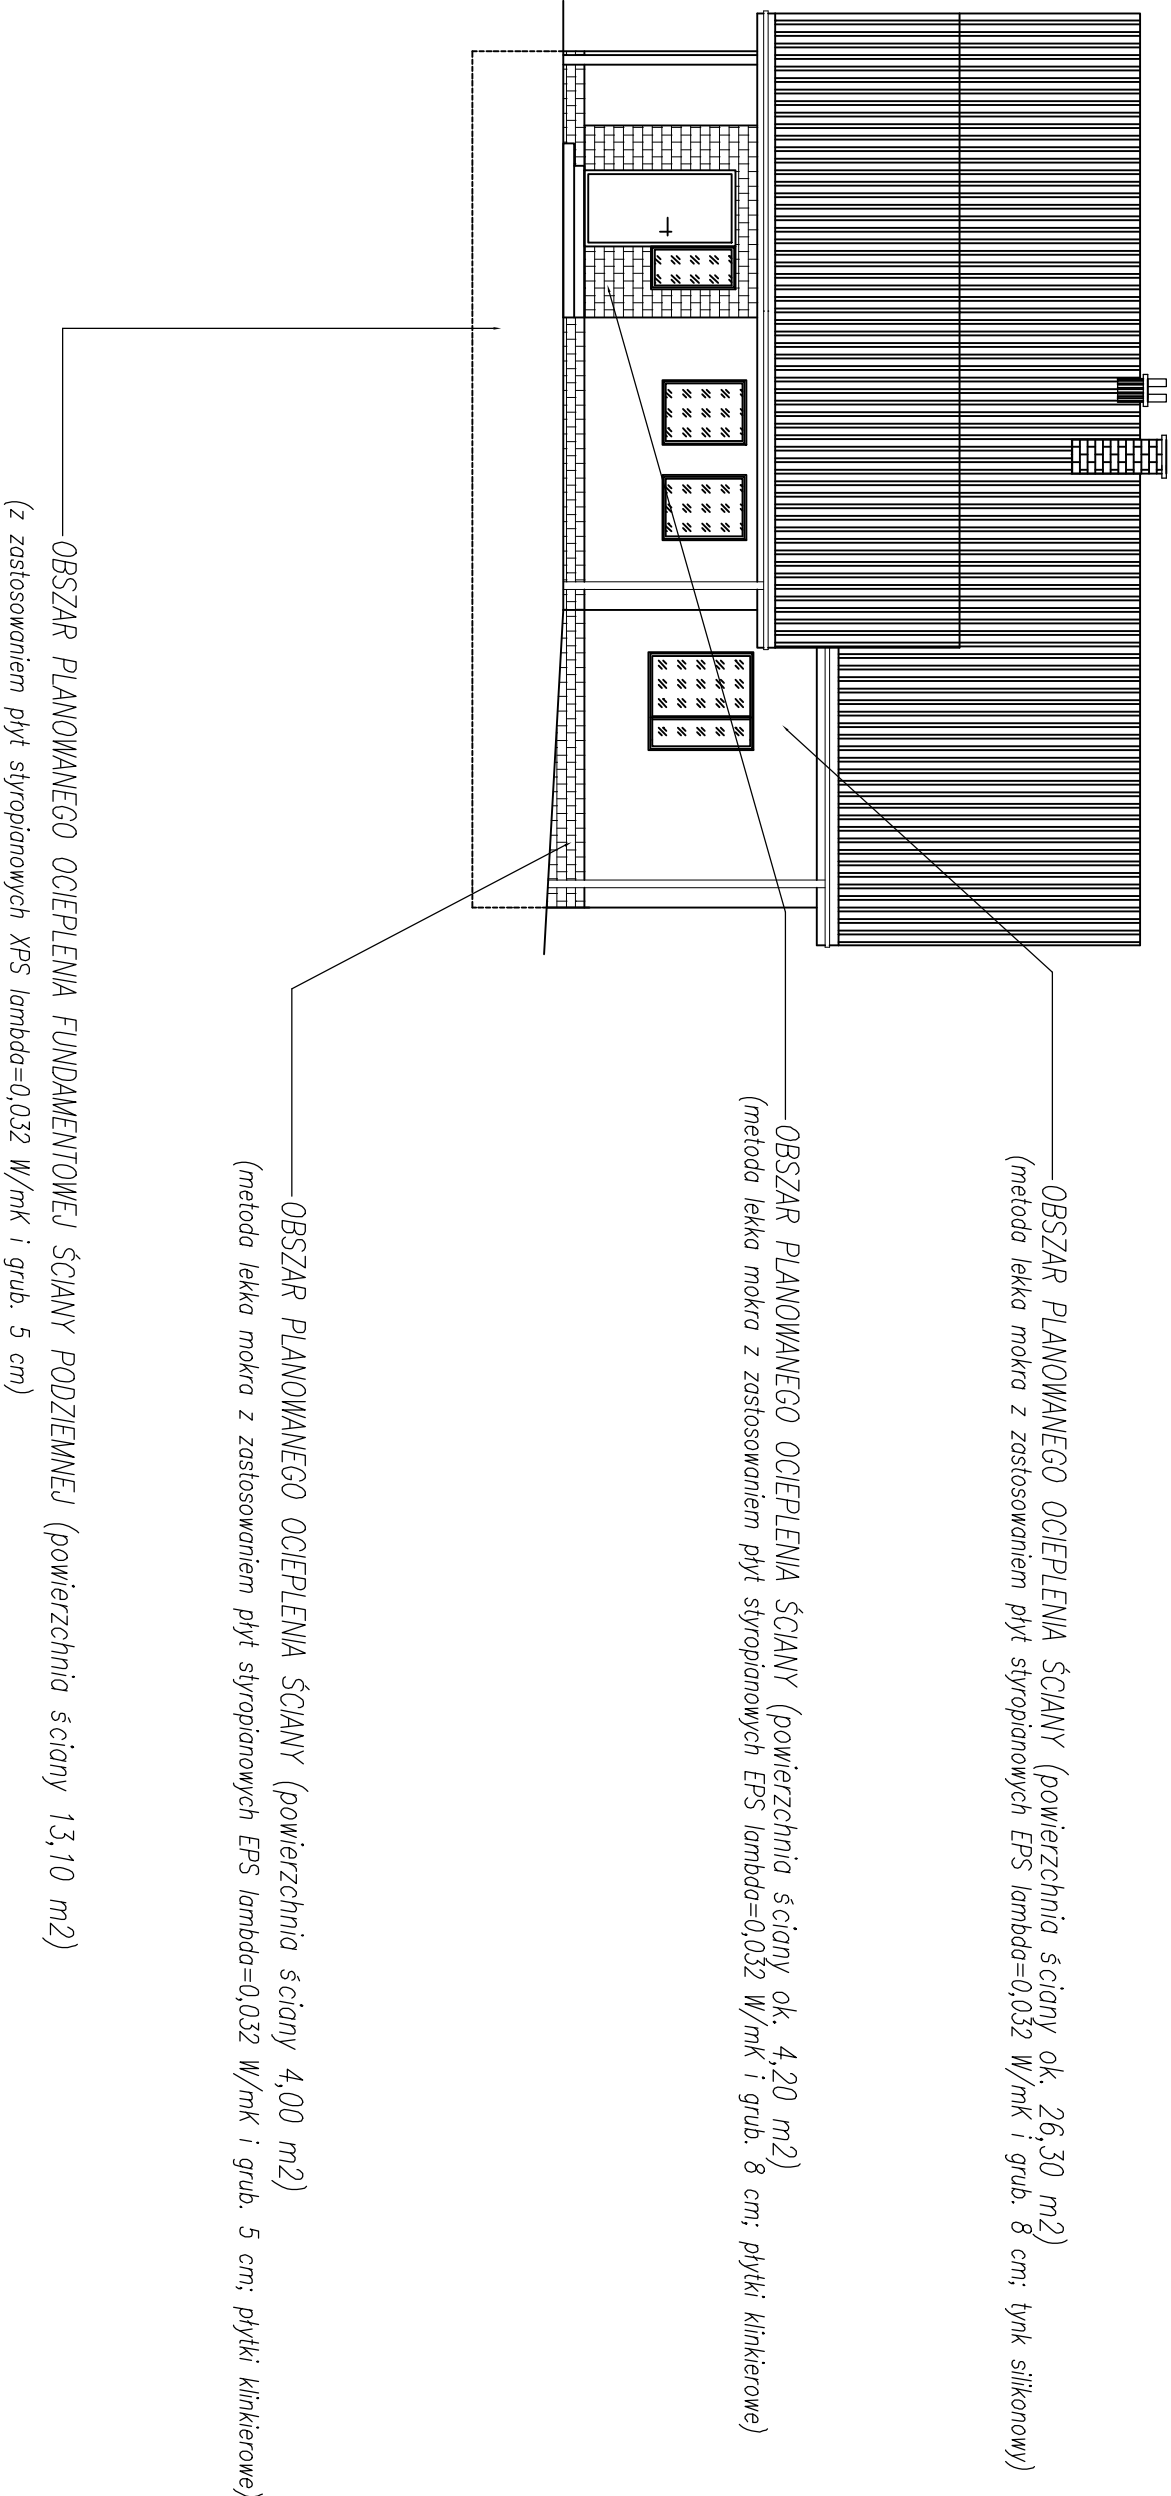 OBSZAR PLANOWANEGO OCIEPLENIA ŚCIANY (powierzchnia ściany ok. 26,30 m2)
(metoda lekka mokra z zastosowaniem płyt styropianowych EPS lambda=0,032 W/mK i grub. 8 cm; tynk silikonowy)
OBSZAR PLANOWANEGO OCIEPLENIA ŚCIANY (powierzchnia ściany ok. 4,20 m2)
(metoda lekka mokra z zastosowaniem płyt styropianowych EPS lambda=0,032 W/mK i grub. 8 cm; płytki klinkierowe)
OBSZAR PLANOWANEGO OCIEPLENIA ŚCIANY (powierzchnia ściany 4,00 m2)
(metoda lekka mokra z zastosowaniem płyt styropianowych EPS lambda=0,032 W/mK i grub. 5 cm; płytki klinkierowe)
OBSZAR PLANOWANEGO OCIEPLENIA FUNDAMENTOWEJ ŚCIANY PODZIEMNEJ (powierzchnia ściany 13,10 m2)
(z zastosowaniem płyt styropianowych XPS lambda=0,032 W/mK i grub. 5 cm)